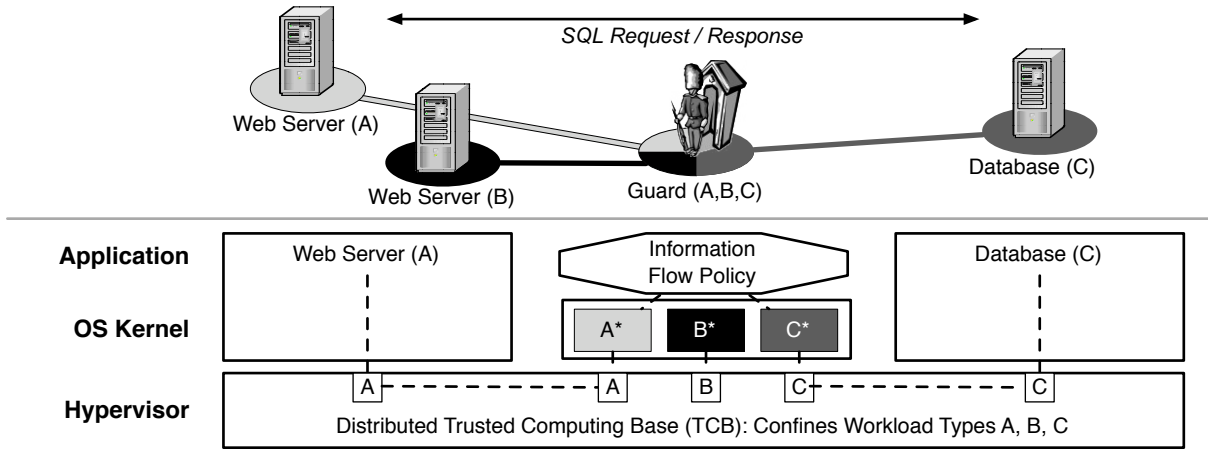 SQL Request / Response
Web Server (A)
Web Server (B)
Guard (A,B,C)
Database (C)
Application
Web Server (A)
Information
Flow Policy
Database (C)
OS Kernel
A*
B*
C*
Hypervisor
A
A
B
C
C
Distributed Trusted Computing Base (TCB): Confines Workload Types A, B, C